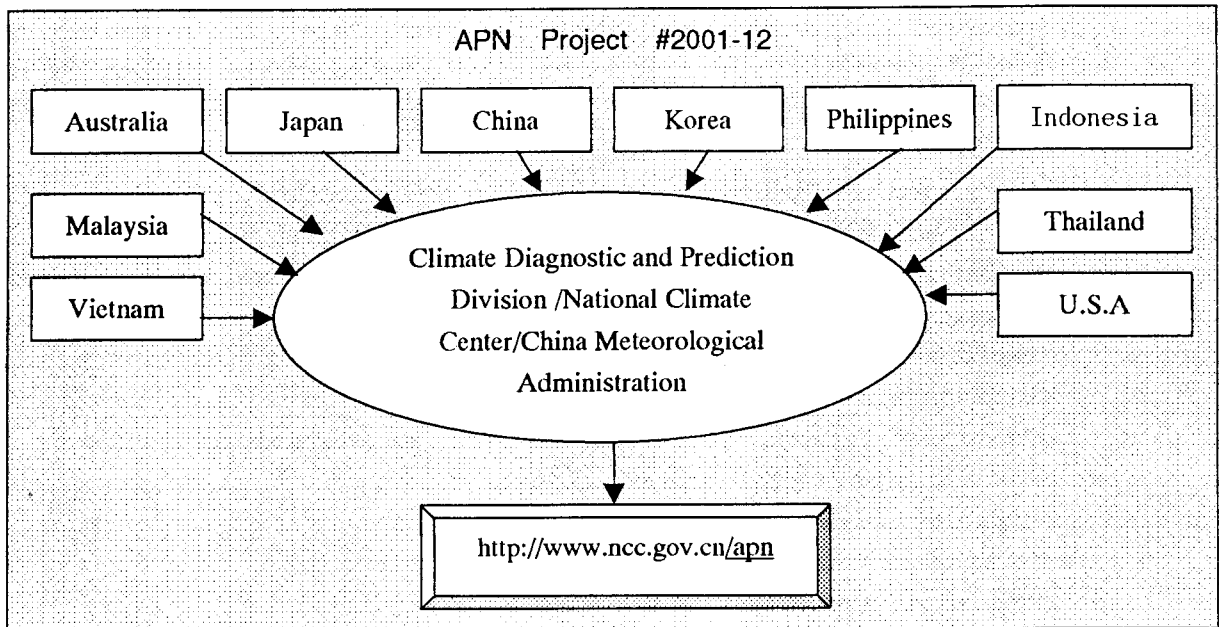 APN Project #2001-12
Australia
Japan
China
Korea
Philippines
Indonesia
Malaysia
Thailand
Vietnam
U.S.A
Climate Diagnostic and Prediction
Division /National Climate
Center/China Meteorological
Administration
http://www.ncc.gov.cn/apn